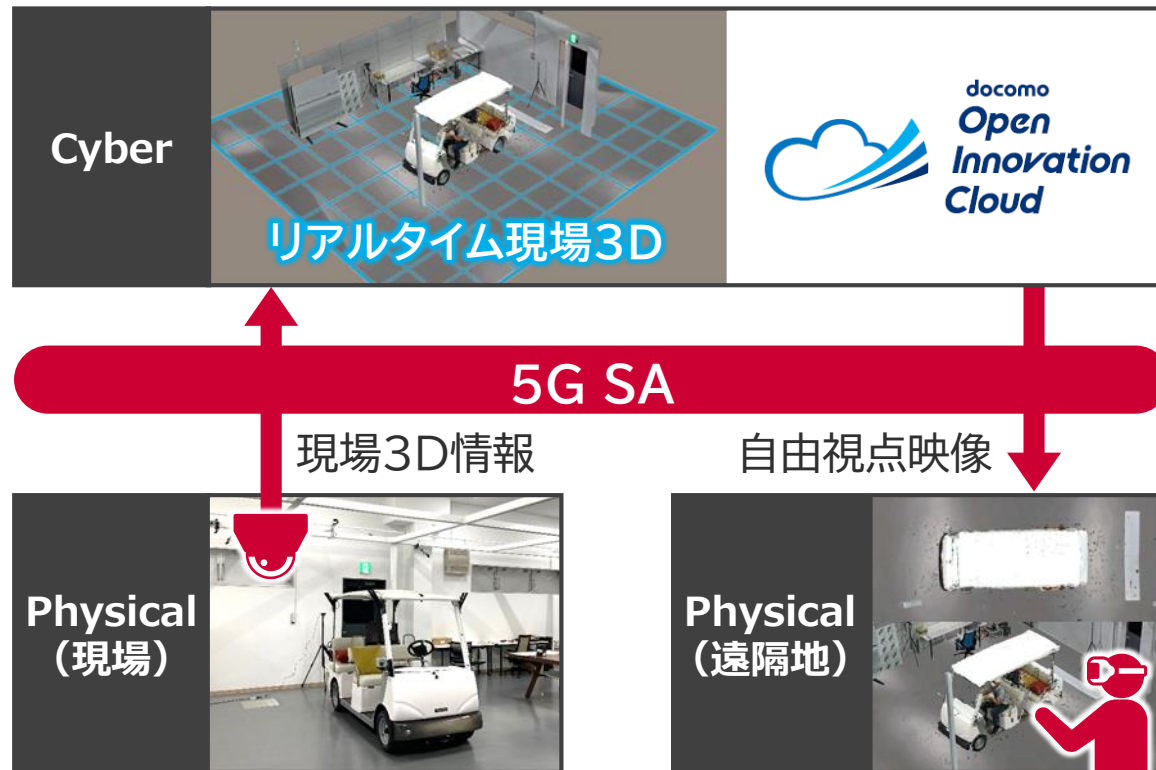 Cyber
リアルタイム現場3D
docomo
Open
Innovation
Cloud
5G SA
現場3D情報
自由視点映像
Physical
（現場）
Physical
（遠隔地）